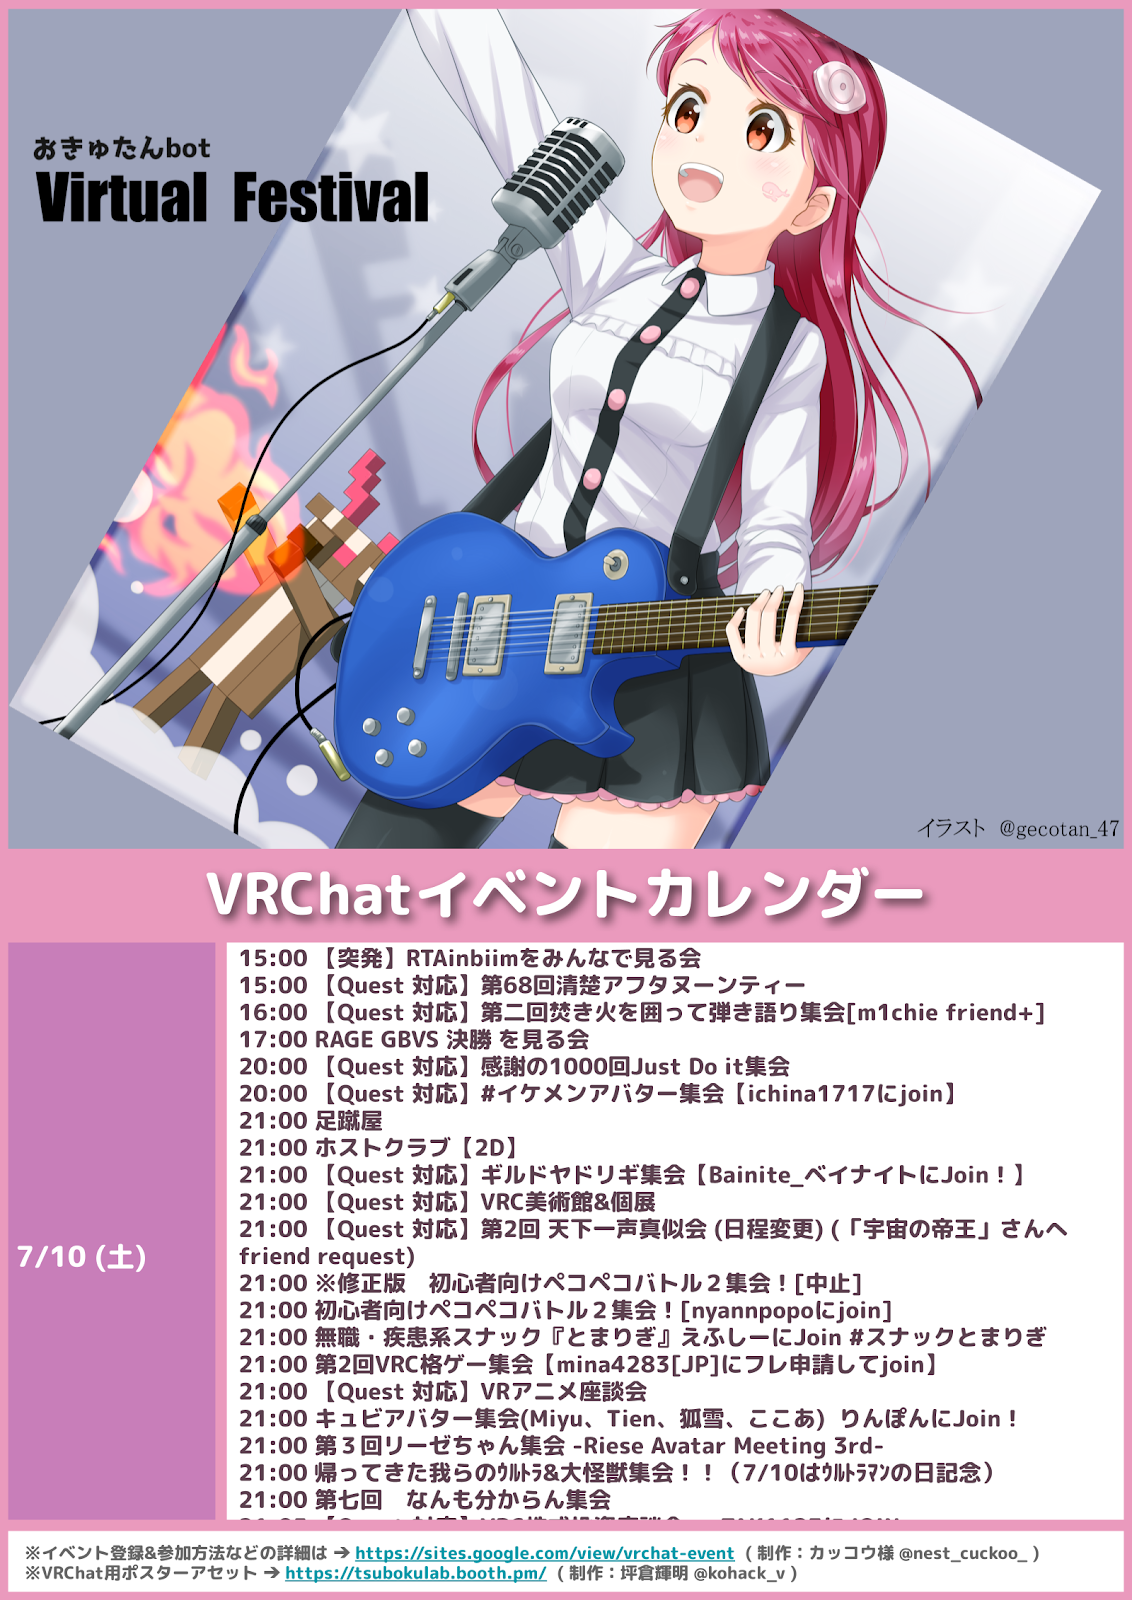 おきゅたんbot
Virtual Festival
イラスト @gecotan_47
VRChatイベントカレンダー
7/10 (土)
15:00 【突発】RTAinbiimをみんなで見る会
15:00 【Quest 対応】第68回清楚アフタヌーンティー
16:00 【Quest 対応】第二回焚き火を囲って弾き語り集会[m1chie friend+]
17:00 RAGE GBVS 決勝 を見る会
20:00 【Quest 対応】感謝の1000回Just Do it集会
20:00 【Quest 対応】#イケメンアバター集会【ichina1717にjoin】
21:00 足蹴屋
21:00 ホストクラブ【2D】
21:00 【Quest 対応】ギルドヤドリギ集会【Bainite_ベイナイトにJoin！】
21:00 【Quest 対応】VRC美術館&個展
21:00 【Quest 対応】第2回 天下一声真似会 (日程変更) (「宇宙の帝王」さんへ
friend request)
21:00 ※修正版　初心者向けペコペコバトル２集会！[中止]
21:00 初心者向けペコペコバトル２集会！[nyannpopoにjoin]
21:00 無職・疾患系スナック『とまりぎ』えふしーにJoin #スナックとまりぎ
21:00 第2回VRC格ゲー集会【mina4283[JP]にフレ申請してjoin】
21:00 【Quest 対応】VRアニメ座談会
21:00 キュビアバター集会(Miyu、Tien、狐雪、ここあ) りんぽんにJoin！
21:00 第３回リーゼちゃん集会 -Riese Avatar Meeting 3rd-
21:00 帰ってきた我らのｳﾙﾄﾗ&大怪獣集会！！（7/10はｳﾙﾄﾗﾏﾝの日記念）
21:00 第七回　なんも分からん集会
※イベント登録&参加方法などの詳細は ➔ https://sites.google.com/view/vrchat-event ( 制作：カッコウ様 @nest_cuckoo_ )
※VRChat用ポスターアセット ➔ https://tsubokulab.booth.pm/ ( 制作：坪倉輝明 @kohack_v )